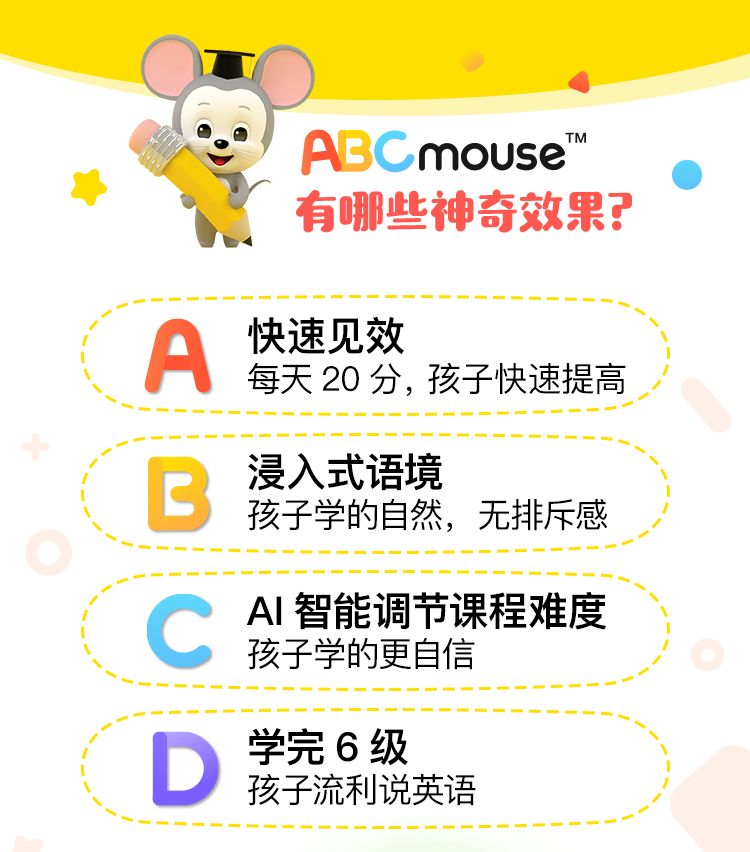 ABCmouse™
有哪些神奇效果?
A
快速见效
每天 20 分, 孩子快速提高
B
浸入式语境
孩子学的自然，无排斥感
C
AI 智能调节课程难度
孩子学的更自信
D
学完 6 级
孩子流利说英语